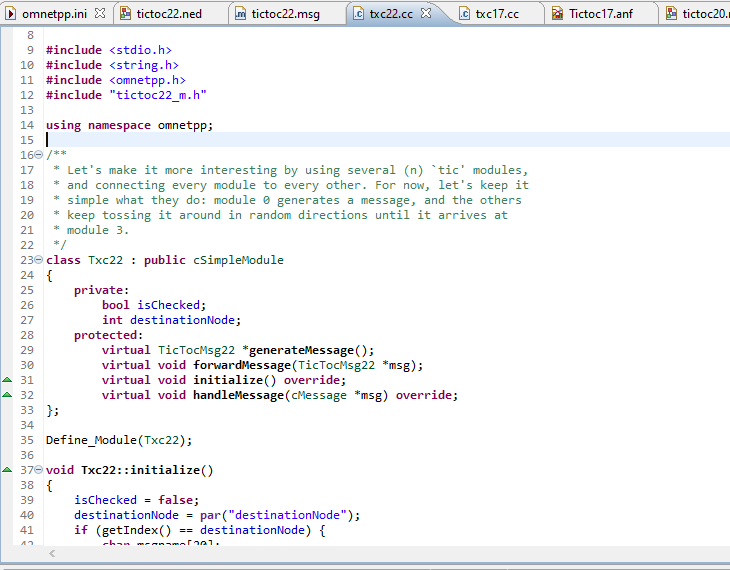 omnetpp.ini
tictoc22.ned
tictoc22.msg
txc22.cc
txc17.cc
Tictoc17.anf
tictoc20.
8
9 #include <stdio.h>
10 #include <string.h>
11 #include <omnetpp.h>
12 #include "tictoc22_m.h"
13
14 using namespace omnetpp;
15
16 /**
17  * Let's make it more interesting by using several (n) `tic' modules,
18  * and connecting every module to every other. For now, let's keep it
19  * simple what they do: module 0 generates a message, and the others
20  * keep tossing it around in random directions until it arrives at
21  * module 3.
22  */
23 class Txc22 : public cSimpleModule
24 {
25     private:
26         bool isChecked;
27         int destinationNode;
28     protected:
29         virtual TicTocMsg22 *generateMessage();
30         virtual void forwardMessage(TicTocMsg22 *msg);
31         virtual void initialize() override;
32         virtual void handleMessage(cMessage *msg) override;
33 };
34
35 Define_Module(Txc22);
36
37 void Txc22::initialize()
38 {
39     isChecked = false;
40     destinationNode = par("destinationNode");
41     if (getIndex() == destinationNode) {
42         char msgname[20];